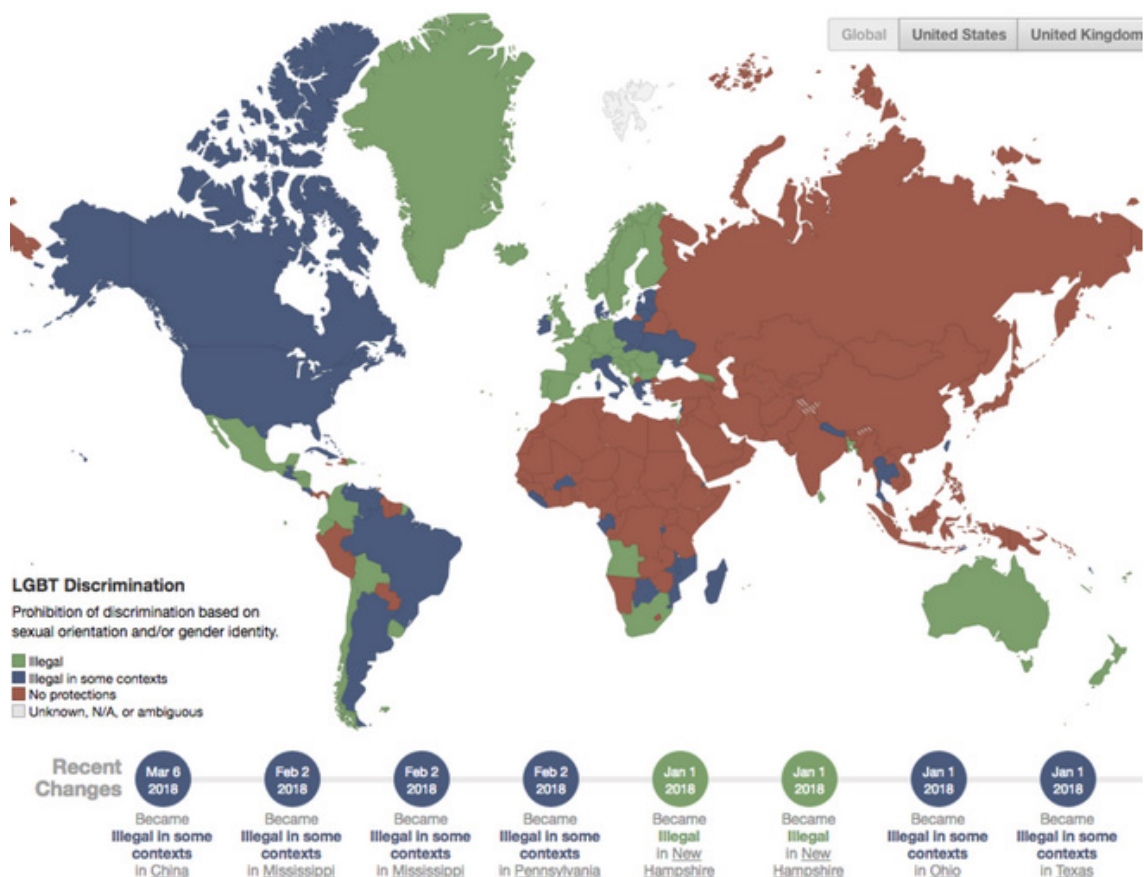 Global United States United Kingdom
LGBT Discrimination
Prohibition of discrimination based on
sexual orientation and/or gender identity.
Illegal
Illegal in some contexts
No protections
Unknown, N/A, or ambiguous
Recent
Changes
Mar 6
2018
Became
Illegal in some
contexts
in China
Feb 2
2018
Became
Illegal in some
contexts
in Mississippi
Feb 2
2018
Became
Illegal in some
contexts
in Mississippi
Feb 2
2018
Became
Illegal in some
contexts
in Pennsylvania
Jan 1
2018
Became
Illegal
in New
Hampshire
Jan 1
2018
Became
Illegal
in New
Hampshire
Jan 1
2018
Became
Illegal in some
contexts
in Ohio
Jan 1
2018
Became
Illegal in some
contexts
in Texas